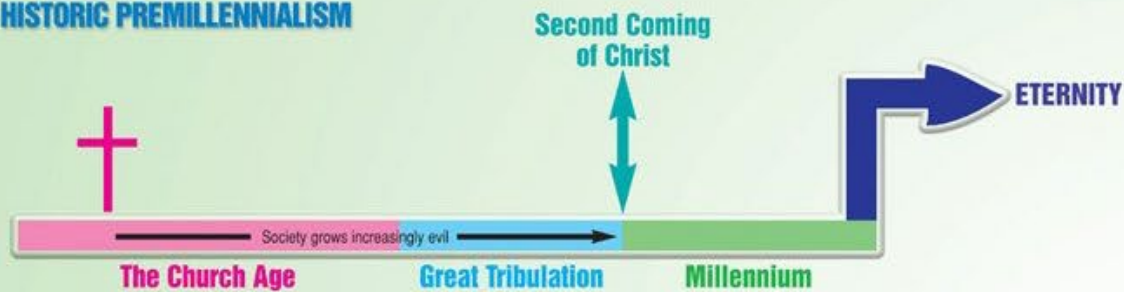 HISTORIC PREMILLENNIALISM
Second Coming
of Christ
ETERNITY
Society grows increasingly evil
The Church Age
Great Tribulation
Millennium